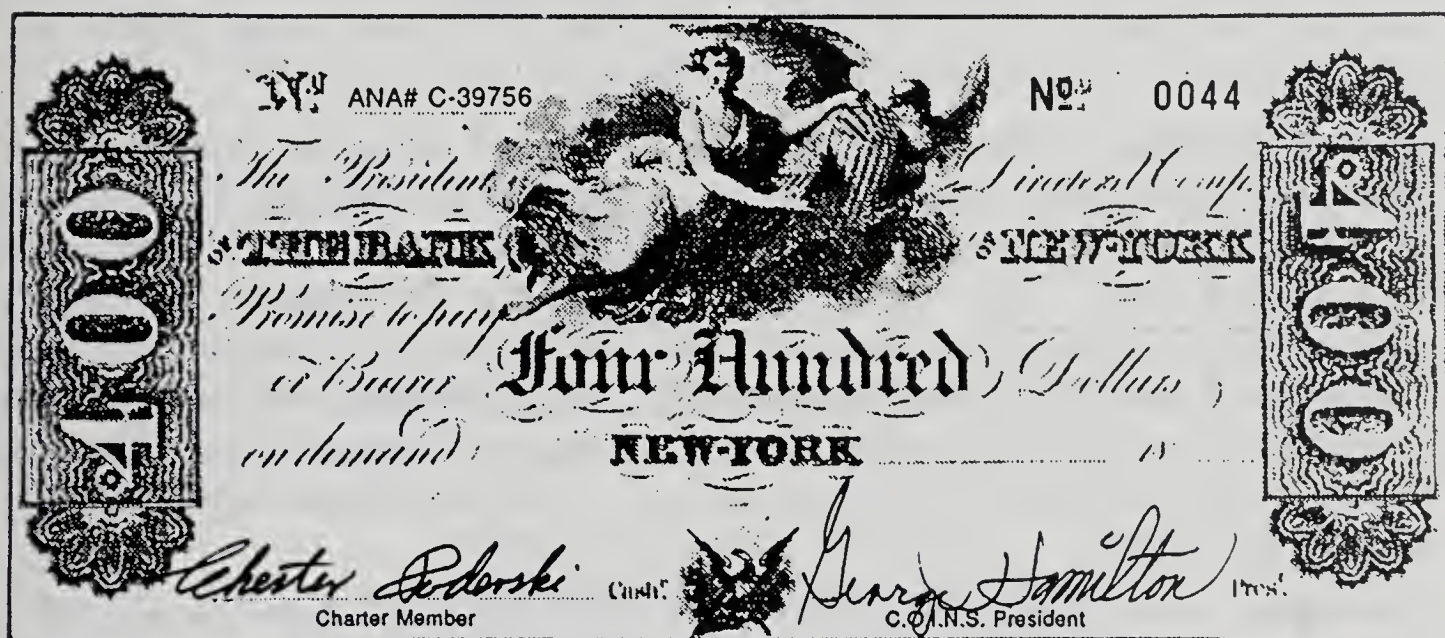 400
No. ANA# C-39756
No. 0044
The President, Directors & Comp.
of THE BANK of NEW-YORK
Promise to pay
or Bearer Four Hundred Dollars,
on demand. NEW-YORK 18
400
Chester Cash.r George Hamilton Pres.t
Charter Member C.O.I.N.S. President